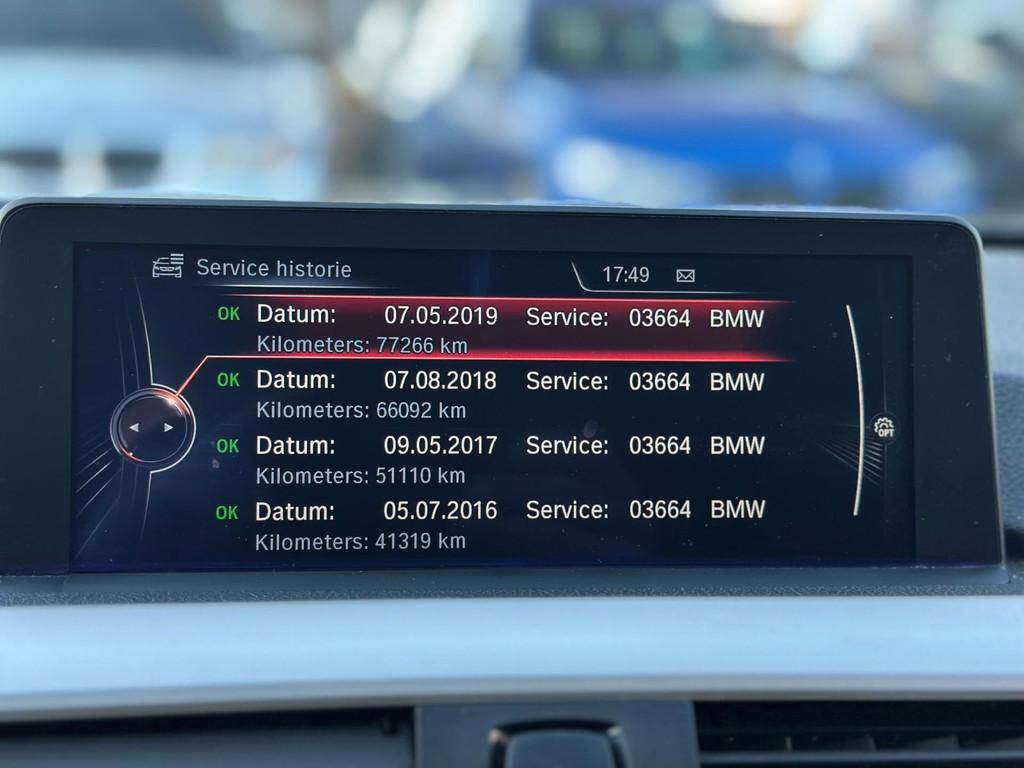 Service historie
17:49
OK Datum: 07.05.2019 Service: 03664 BMW
Kilometers: 77266 km
OK Datum: 07.08.2018 Service: 03664 BMW
Kilometers: 66092 km
OK Datum: 09.05.2017 Service: 03664 BMW
Kilometers: 51110 km
OPT
OK Datum: 05.07.2016 Service: 03664 BMW
Kilometers: 41319 km